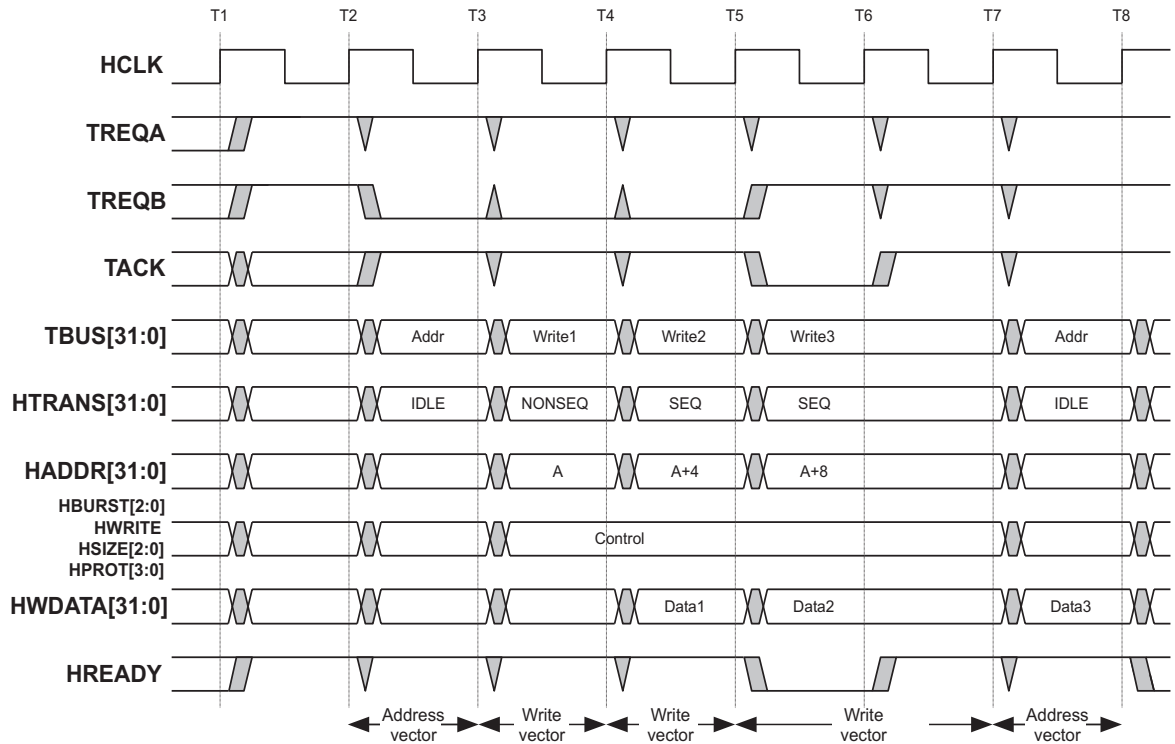 T1 T2 T3 T4 T5 T6 T7 T8
HCLK
TREQA
TREQB
TACK
TBUS[31:0] Addr Write1 Write2 Write3 Addr
HTRANS[31:0] IDLE NONSEQ SEQ SEQ IDLE
HADDR[31:0] A A+4 A+8
HBURST[2:0]
HWRITE
HSIZE[2:0]
HPROT[3:0]
Control
HWDATA[31:0] Data1 Data2 Data3
HREADY
Address Write Write Write Address
vector vector vector vector vector